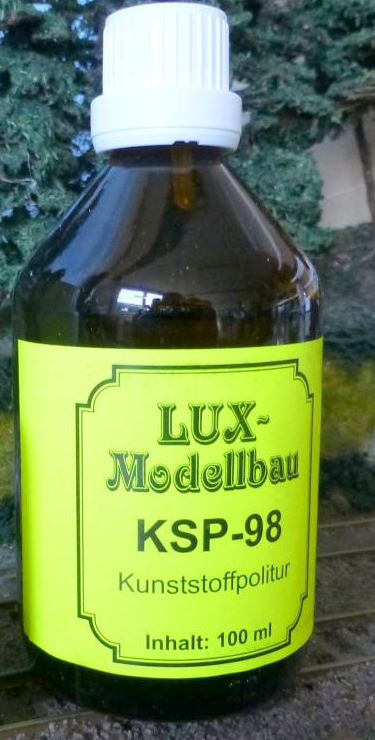 LUX-
Modellbau
KSP-98
Kunststoffpolitur
Inhalt: 100 ml